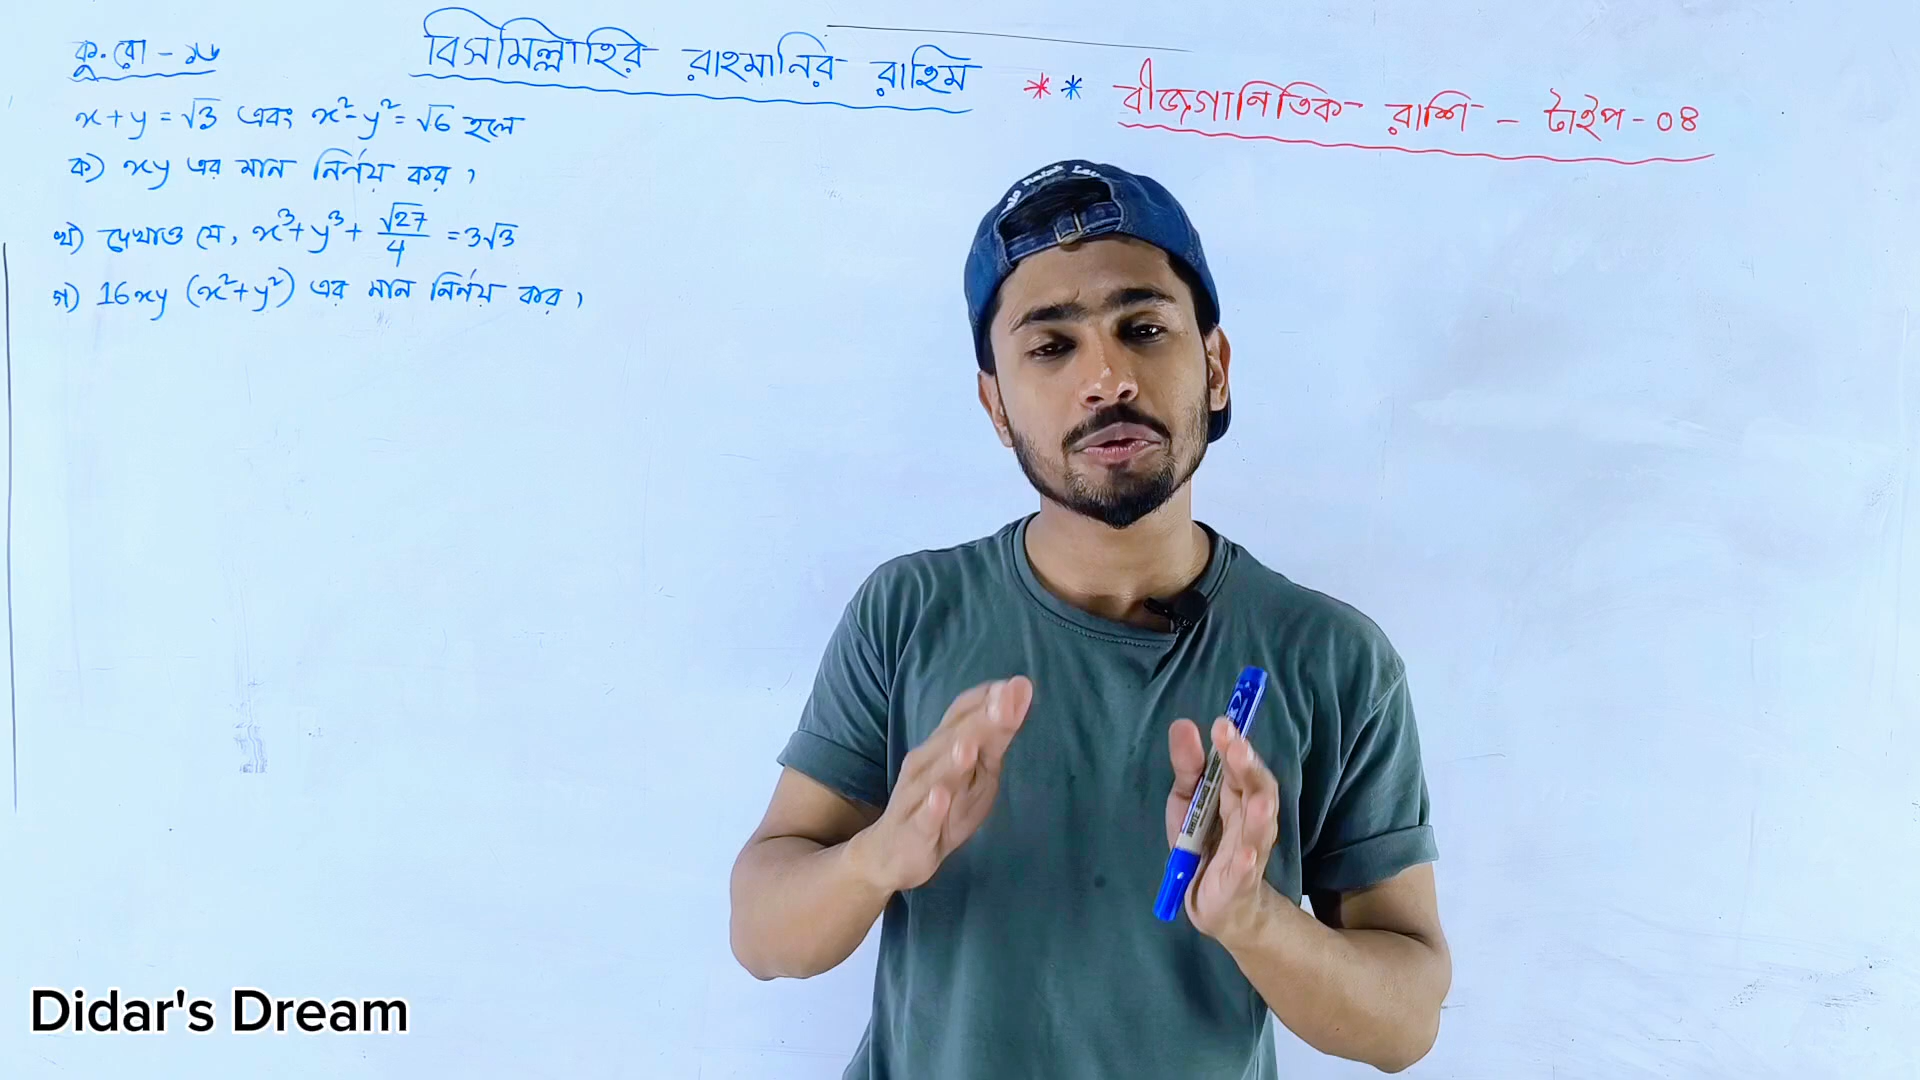 কু.বো - ১৬
বিসমিল্লাহির রাহমানির রাহিম
** বীজগাণিতিক রাশি - টাইপ - ০৪
x + y = √3 এবং x² - y² = √6 হলে
ক) xy এর মান নির্ণয় কর।
খ) দেখাও যে, x³ + y³ + √27/4 = 3√3
গ) 16xy (x² + y²) এর মান নির্ণয় কর।
Didar's Dream